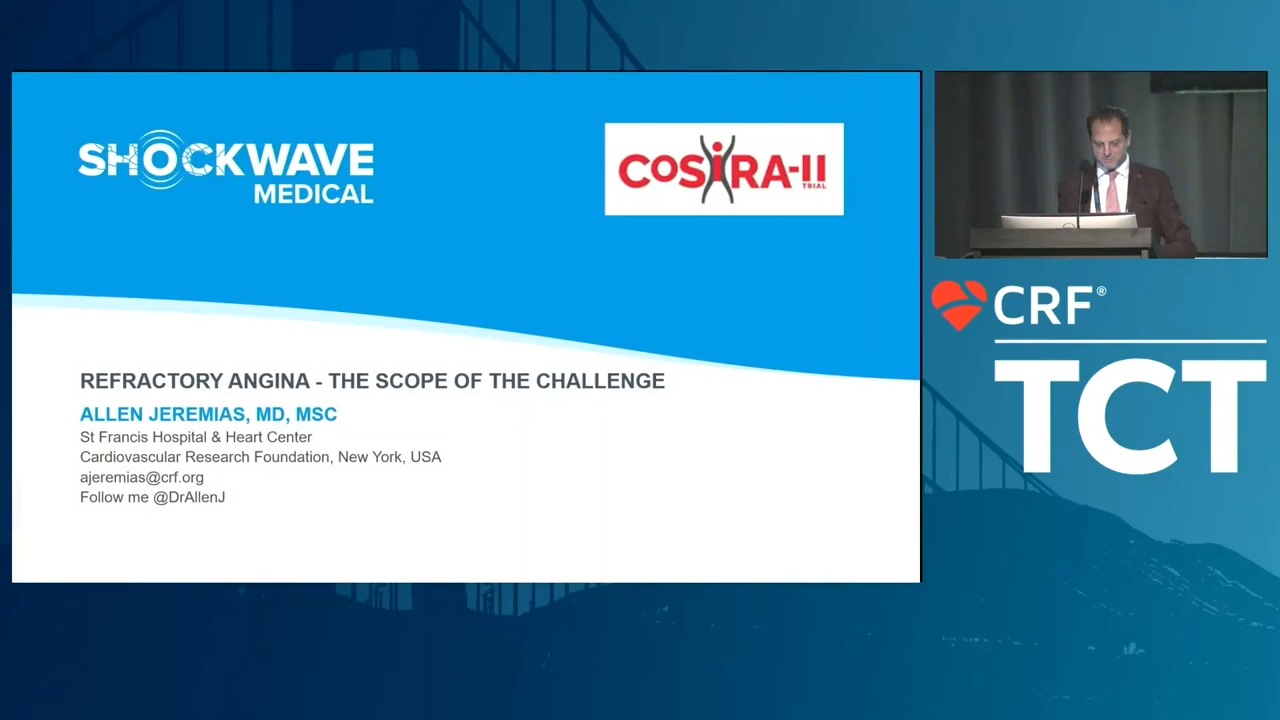 SHOCKWAVE
MEDICAL
COSIRA-II
TRIAL
REFRACTORY ANGINA - THE SCOPE OF THE CHALLENGE
ALLEN JEREMIAS, MD, MSC
St Francis Hospital & Heart Center
Cardiovascular Research Foundation, New York, USA
ajeremias@crf.org
Follow me @DrAllenJ
CRF®
TCT